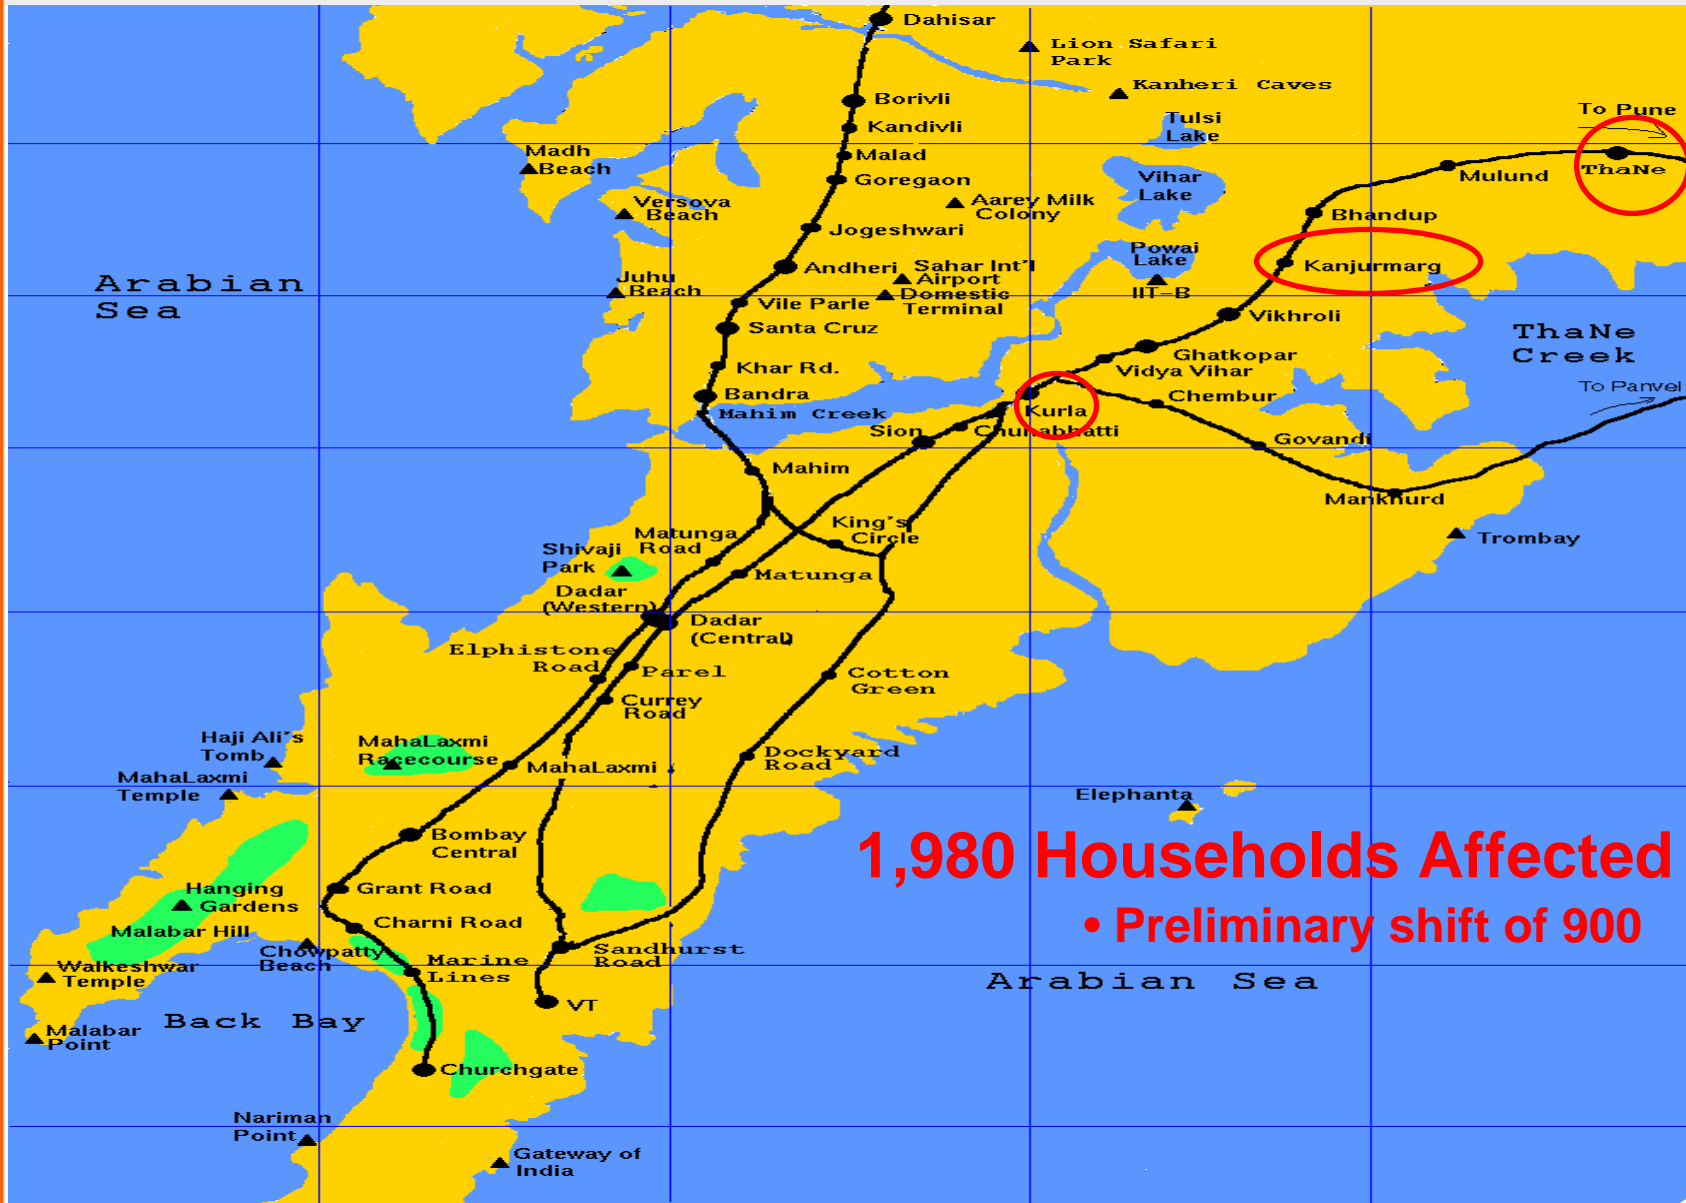 Dahisar
Lion Safari
Park
Kanheri Caves
Borivli
To Pune
Tulsi
Lake
Kandivli
Madh
Beach
Malad
Mulund
ThaNe
Goregaon
Vihar
Lake
Versova
Beach
Aarey Milk
Colony
Bhandup
Jogeshwari
Powai
Lake
Andheri
Sahar Int'l
Airport
Kanjurmarg
Arabian
Sea
Juhu
Beach
Domestic
Terminal
IIT-B
Vile Parle
Vikhroli
Santa Cruz
ThaNe
Creek
Ghatkopar
Khar Rd.
Vidya Vihar
To Panvel
Bandra
Chembur
Mahim Creek
Kurla
Sion
Chunabhatti
Govandi
Mahim
Mankhurd
King's
Circle
Matunga
Road
Trombay
Shivaji
Park
Matunga
Dadar
(Western)
Dadar
(Central)
Elphistone
Road
Parel
Cotton
Green
Currey
Road
Haji Ali's
Tomb
MahaLaxmi
Racecourse
Dockyard
Road
MahaLaxmi
MahaLaxmi
Temple
Elephanta
Bombay
Central
1,980 Households Affected
Hanging
Gardens
Grant Road
• Preliminary shift of 900
Charni Road
Malabar Hill
Chowpatty
Beach
Sandhurst
Road
Marine
Lines
Walkeshwar
Temple
Arabian Sea
VT
Back Bay
Malabar
Point
Churchgate
Nariman
Point
Gateway of
India